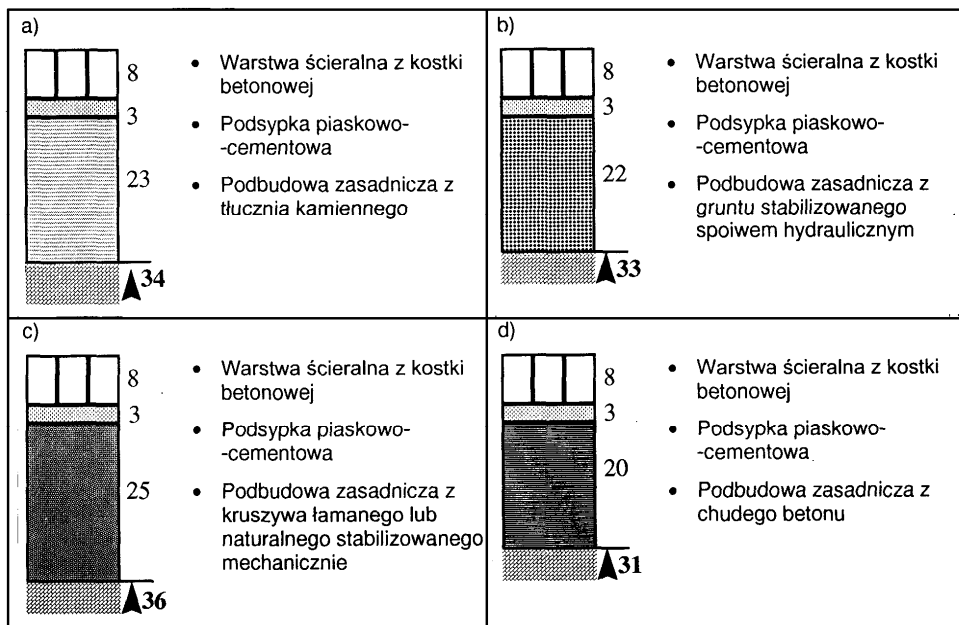 a)
8
3
23
34
• Warstwa ścieralna z kostki
betonowej
• Podsypka piaskowo-
-cementowa
• Podbudowa zasadnicza z
tłucznia kamiennego
b)
8
3
22
33
• Warstwa ścieralna z kostki
betonowej
• Podsypka piaskowo-
-cementowa
• Podbudowa zasadnicza z
gruntu stabilizowanego
spoiwem hydraulicznym
c)
8
3
25
36
• Warstwa ścieralna z kostki
betonowej
• Podsypka piaskowo-
-cementowa
• Podbudowa zasadnicza z
kruszywa łamanego lub
naturalnego stabilizowanego
mechanicznie
d)
8
3
20
31
• Warstwa ścieralna z kostki
betonowej
• Podsypka piaskowo-
-cementowa
• Podbudowa zasadnicza z
chudego betonu